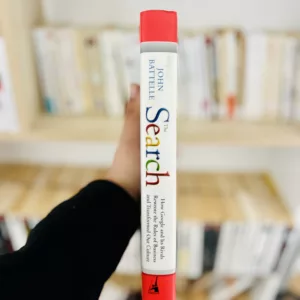 JOHN
BATTELLE
The
Search
How Google and Its Rivals
Rewrote the Rules of Business
and Transformed Our Culture